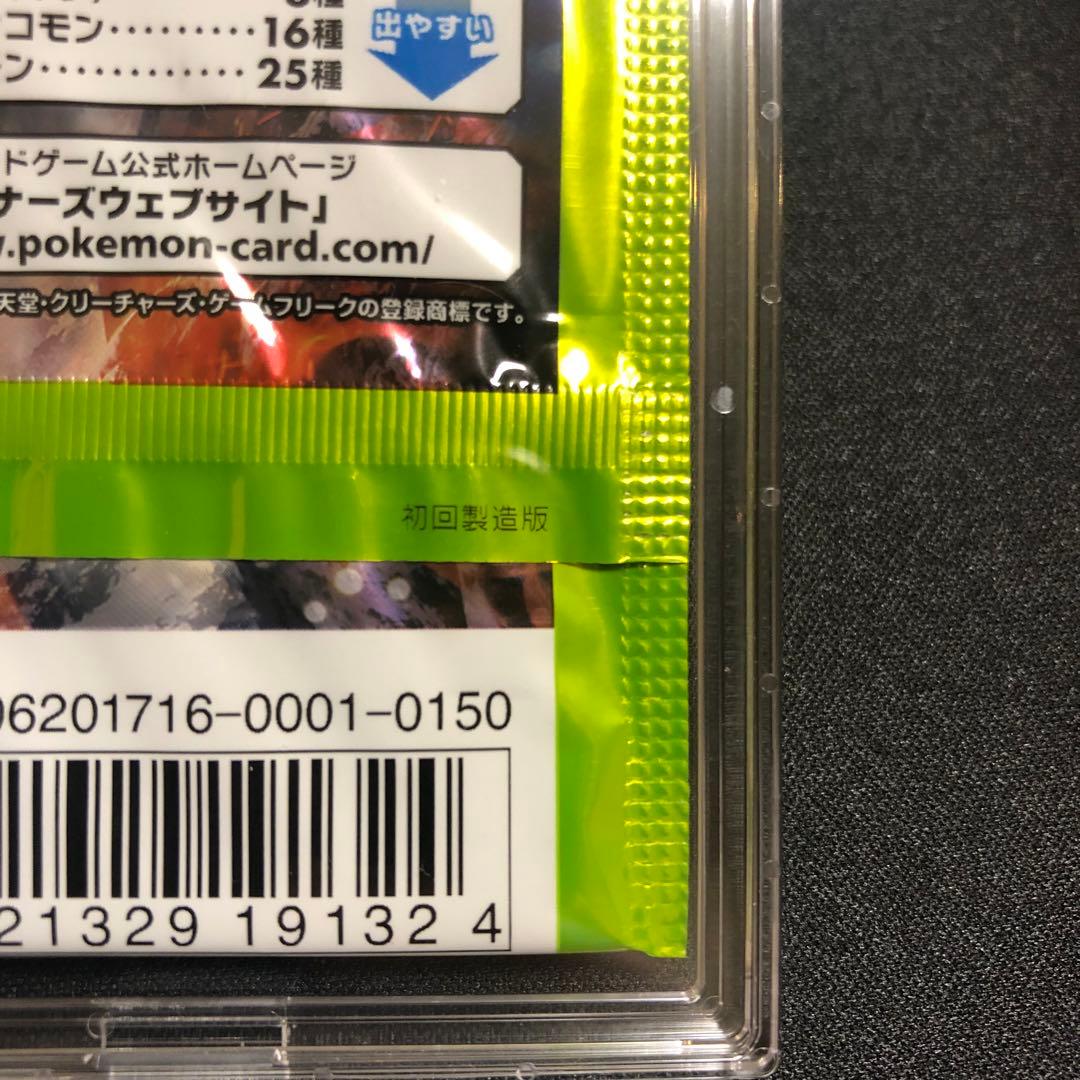 8種
出やすい
コモン·········16種
ン·············25種
ドゲーム公式ホームページ
ナーズウェブサイト」
.pokemon-card.com/
天堂・クリーチャーズ・ゲームフリークの登録商標です。
初回製造版
06201716-0001-0150
21329 19132 4